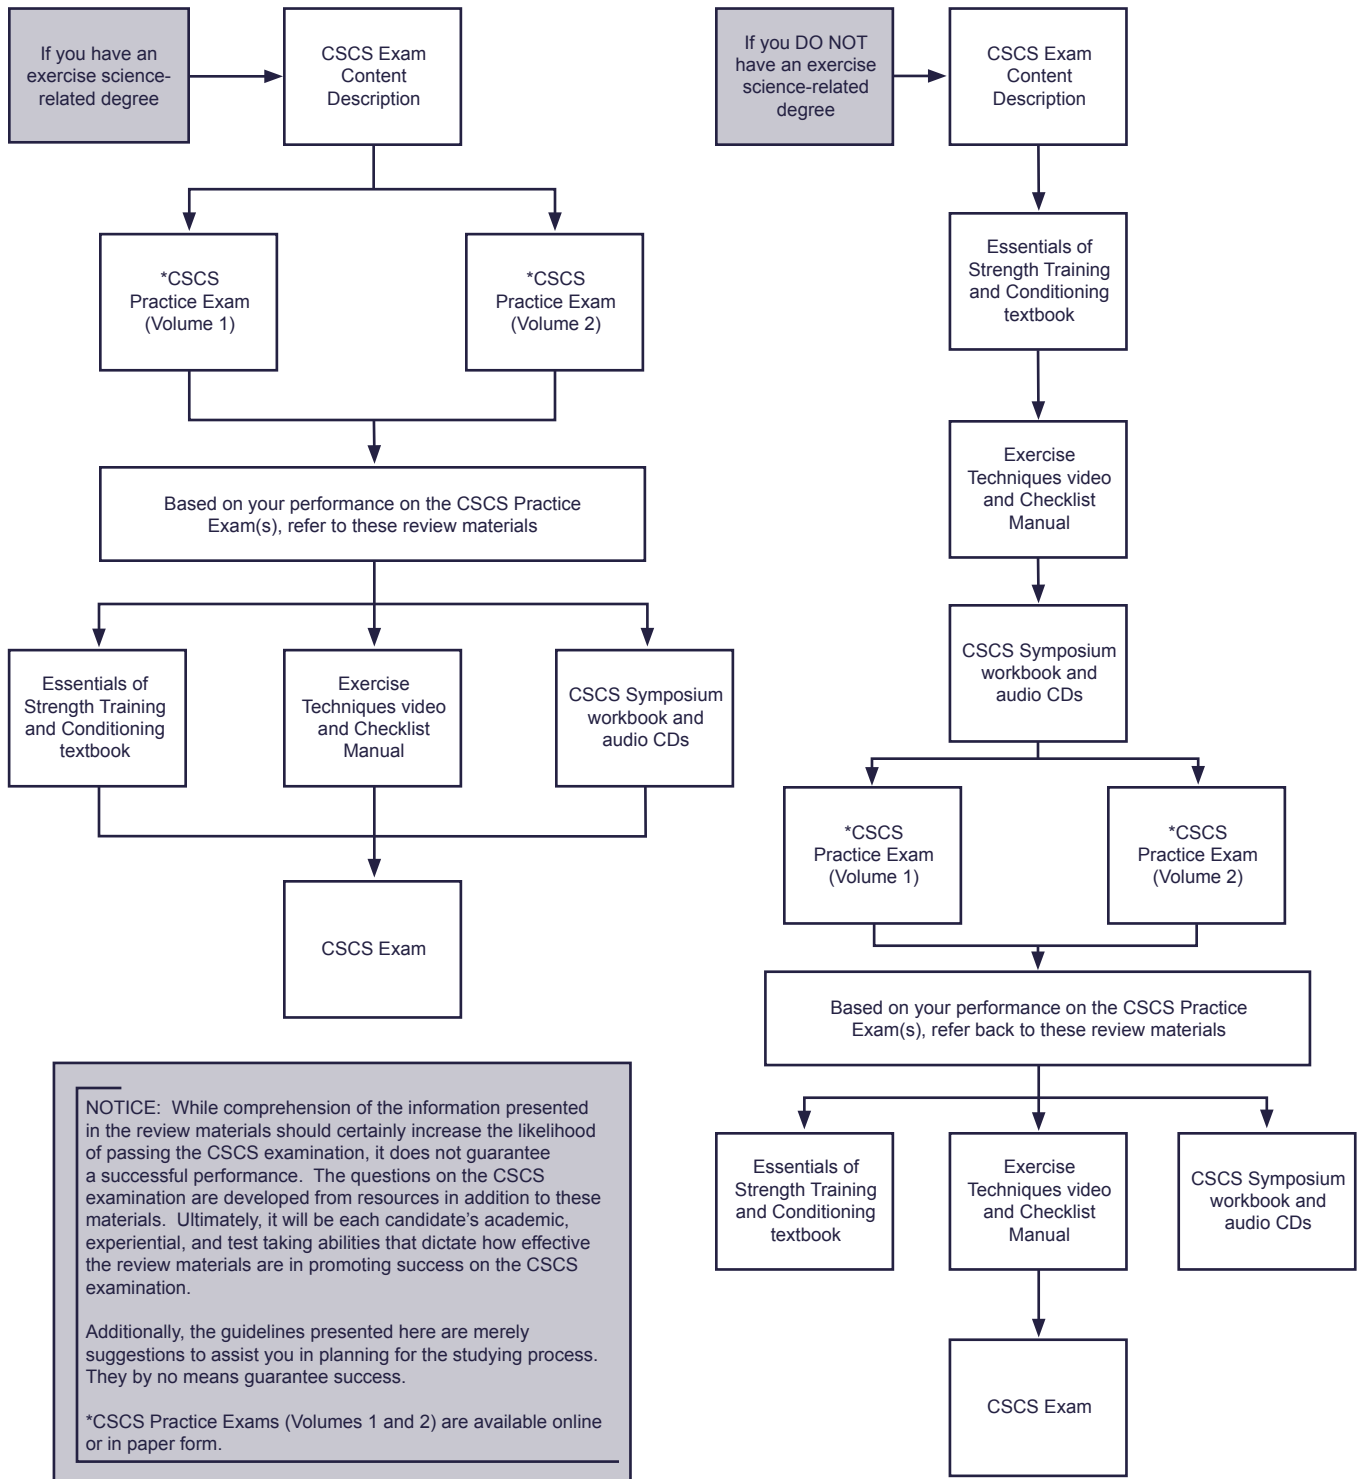 If you have an
exercise science-
related degree
CSCS Exam
Content
Description
*CSCS
Practice Exam
(Volume 1)
*CSCS
Practice Exam
(Volume 2)
Based on your performance on the CSCS Practice
Exam(s), refer to these review materials
Essentials of
Strength Training
and Conditioning
textbook
Exercise
Techniques video
and Checklist
Manual
CSCS Symposium
workbook and
audio CDs
CSCS Exam
NOTICE:  While comprehension of the information presented
in the review materials should certainly increase the likelihood
of passing the CSCS examination, it does not guarantee
a successful performance.  The questions on the CSCS
examination are developed from resources in addition to these
materials.  Ultimately, it will be each candidate's academic,
experiential, and test taking abilities that dictate how effective
the review materials are in promoting success on the CSCS
examination.
Additionally, the guidelines presented here are merely
suggestions to assist you in planning for the studying process.
They by no means guarantee success.
*CSCS Practice Exams (Volumes 1 and 2) are available online
or in paper form.
If you DO NOT
have an exercise
science-related
degree
CSCS Exam
Content
Description
Essentials of
Strength Training
and Conditioning
textbook
Exercise
Techniques video
and Checklist
Manual
CSCS Symposium
workbook and
audio CDs
*CSCS
Practice Exam
(Volume 1)
*CSCS
Practice Exam
(Volume 2)
Based on your performance on the CSCS Practice
Exam(s), refer back to these review materials
Essentials of
Strength Training
and Conditioning
textbook
Exercise
Techniques video
and Checklist
Manual
CSCS Symposium
workbook and
audio CDs
CSCS Exam